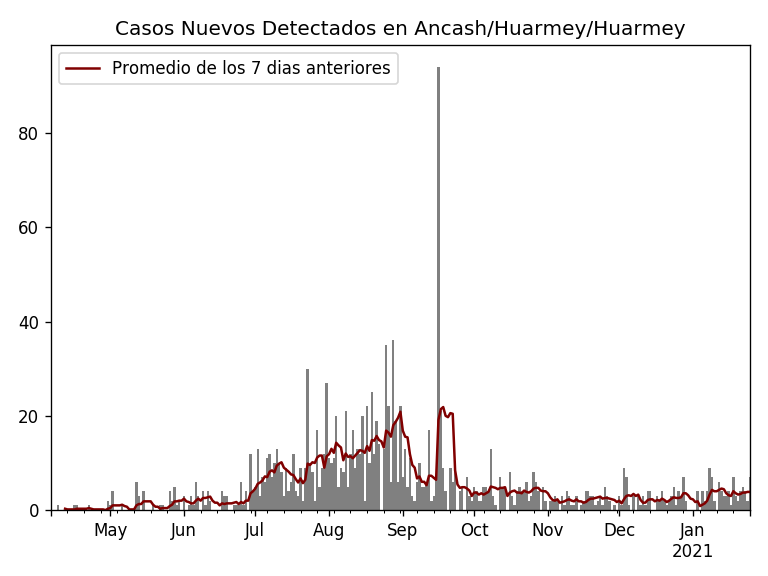 Casos Nuevos Detectados en Ancash/Huarmey/Huarmey
Promedio de los 7 dias anteriores
80
60
40
20
0
May Jun Jul Aug Sep Oct Nov Dec Jan
2021